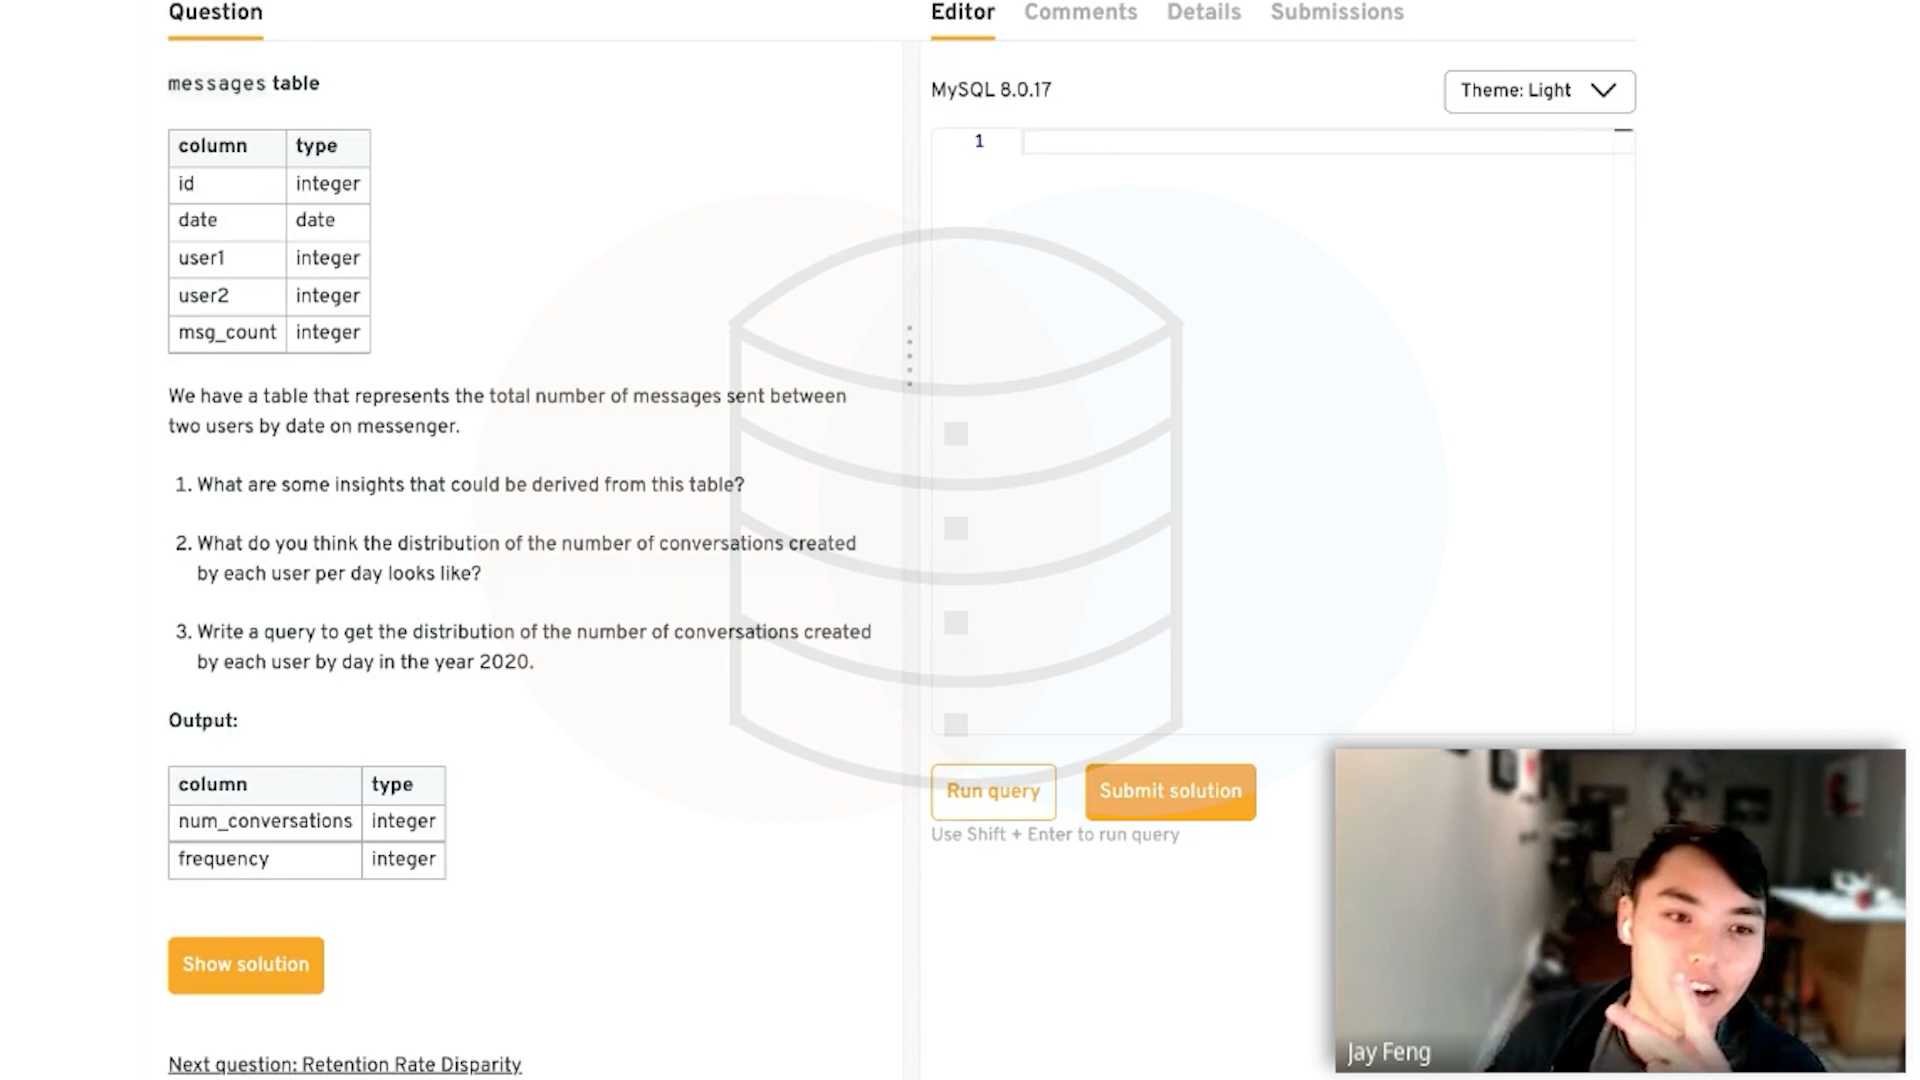 Question
messages table
column type
id integer
date date
user1 integer
user2 integer
msg_count integer
We have a table that represents the total number of messages sent between
two users by date on messenger.
1. What are some insights that could be derived from this table?
2. What do you think the distribution of the number of conversations created
by each user per day looks like?
3. Write a query to get the distribution of the number of conversations created
by each user by day in the year 2020.
Output:
column type
num_conversations integer
frequency integer
Show solution
Next question: Retention Rate Disparity
Editor Comments Details Submissions
MySQL 8.0.17
Theme: Light
1
Run query Submit solution
Use Shift + Enter to run query
Jay Feng